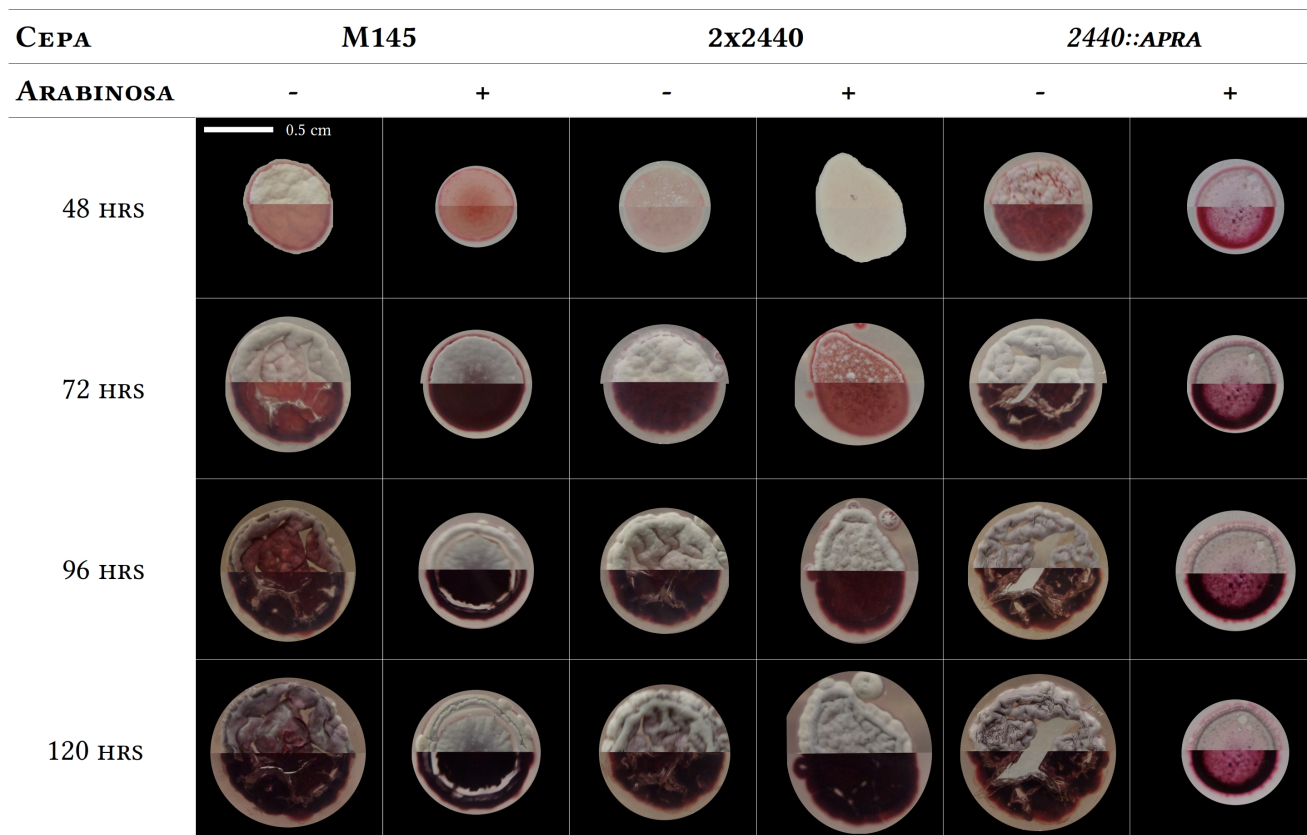 CEPA M145 2x2440 2440::APRA
ARABINOSA - + - + - +
0.5 cm
48 HRS
72 HRS
96 HRS
120 HRS